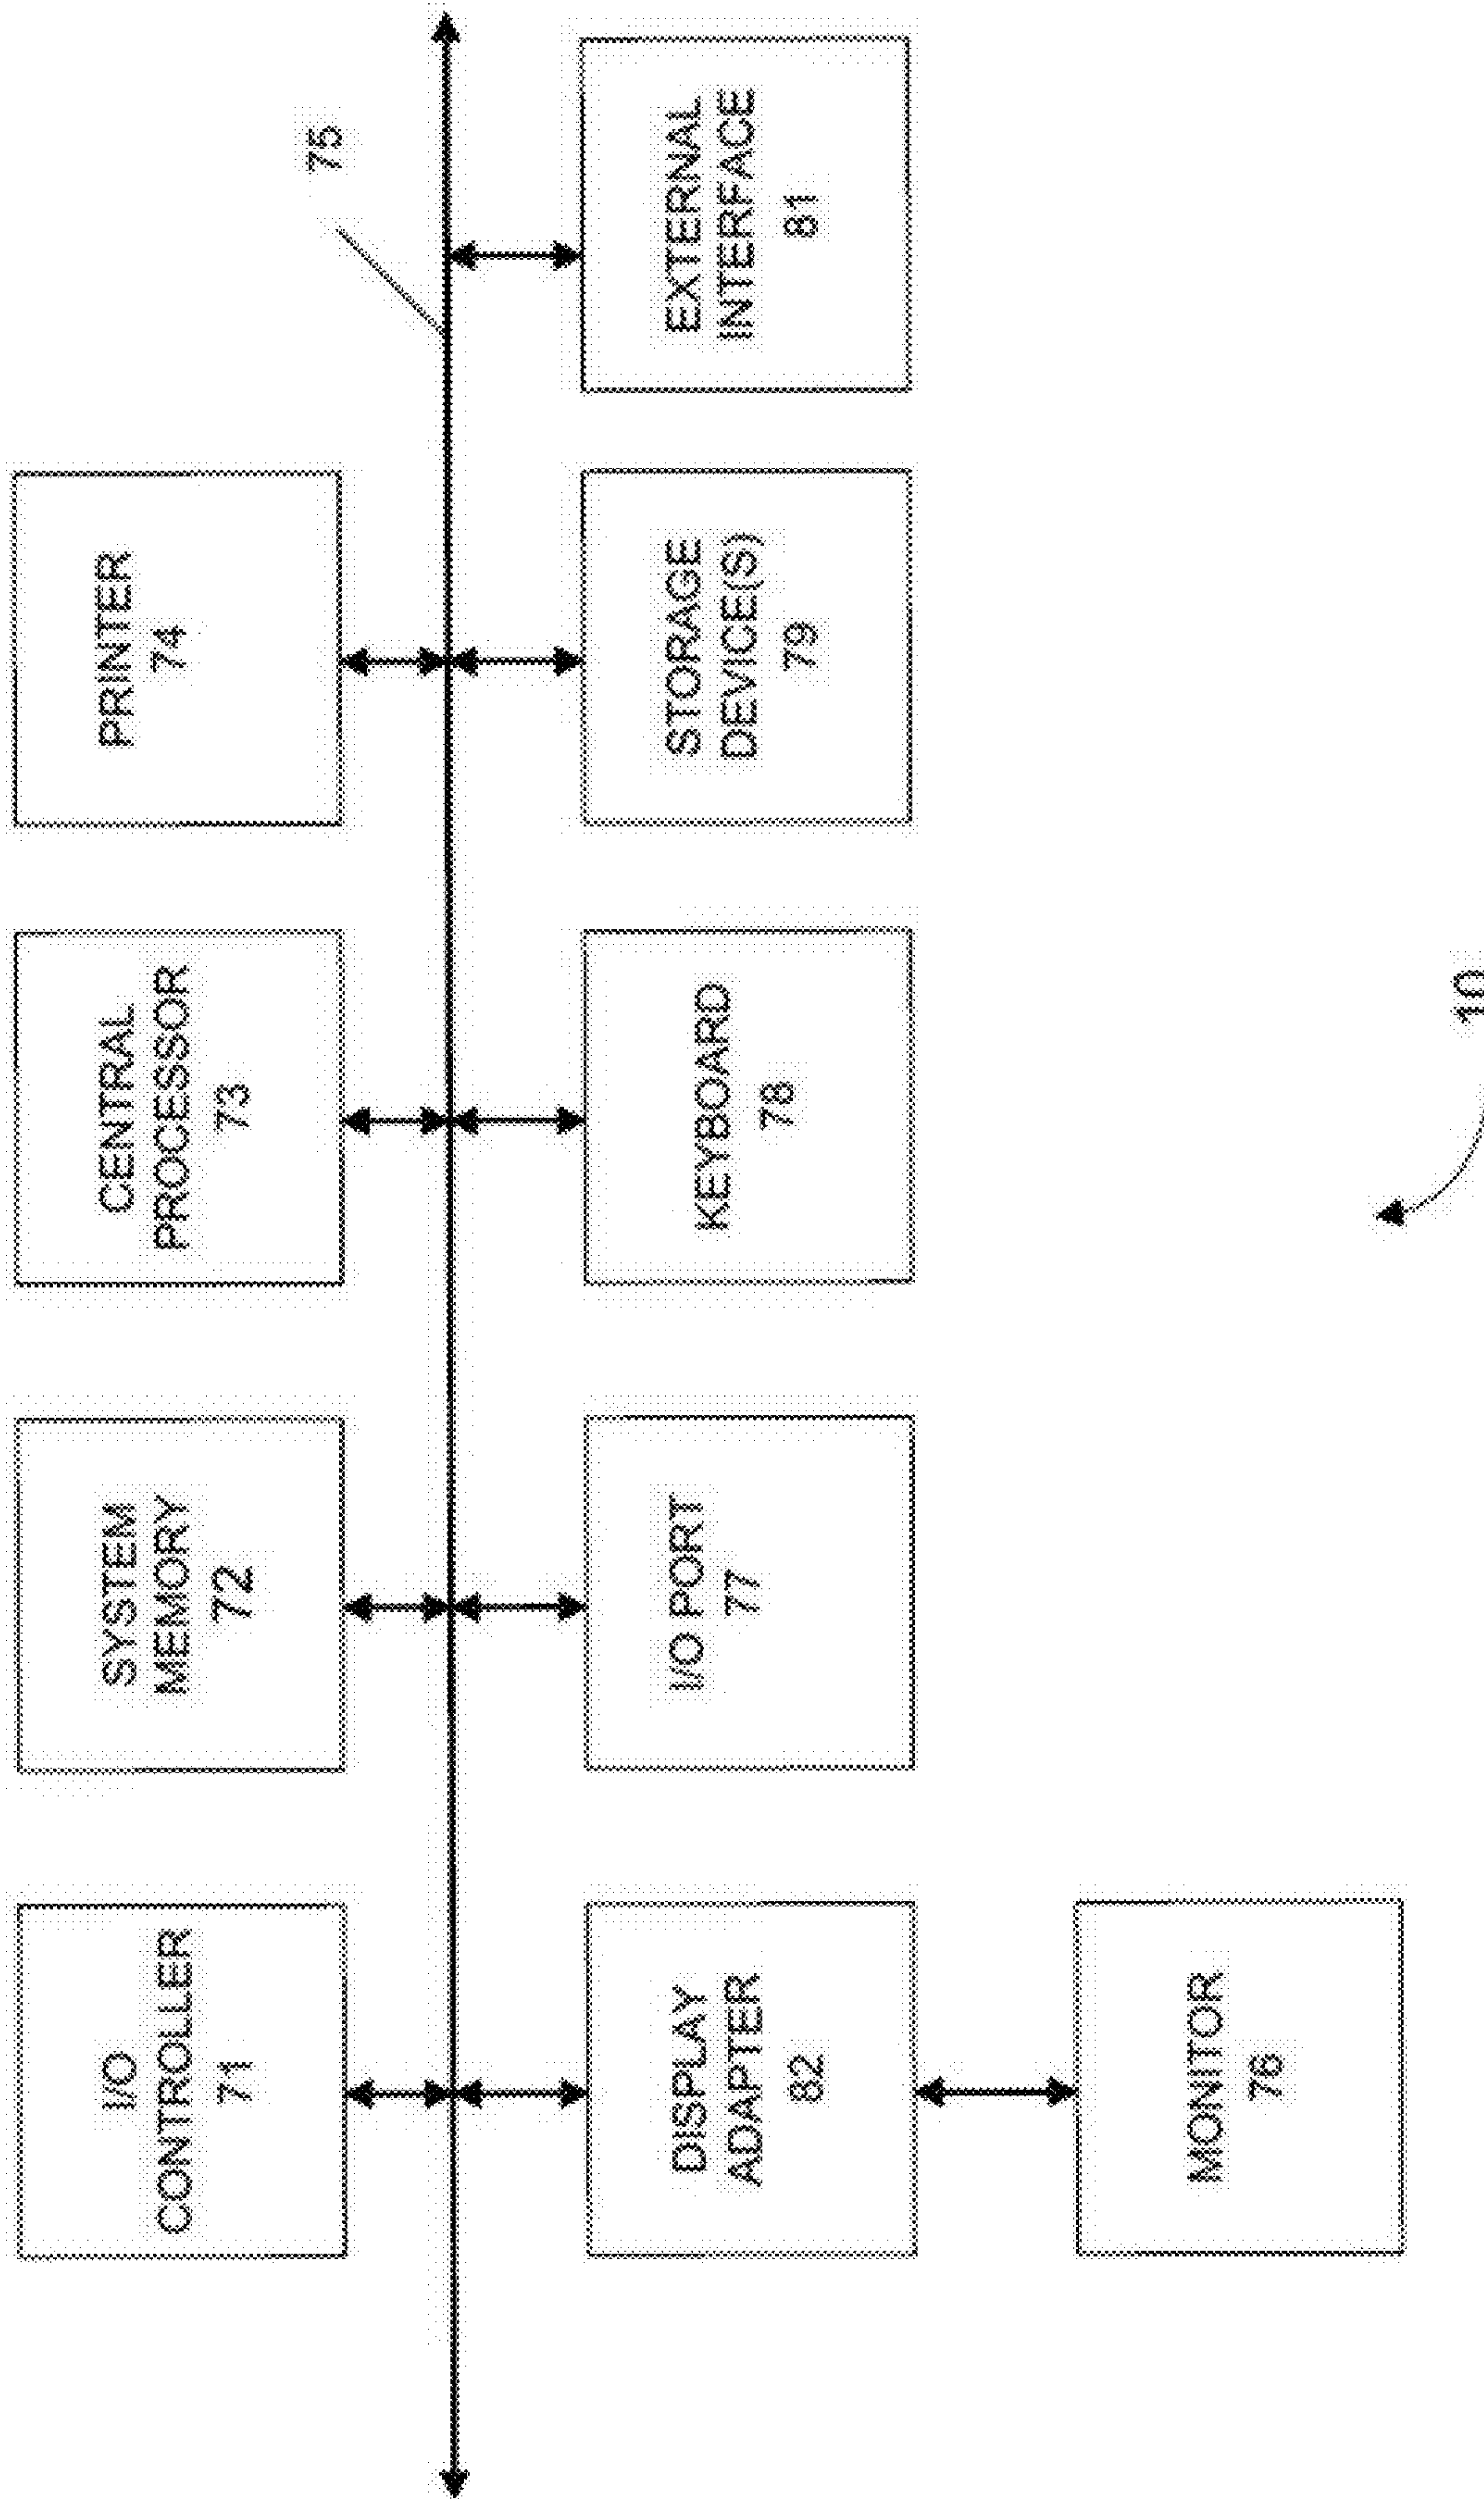 I/O
CONTROLLER
71
SYSTEM
MEMORY
72
CENTRAL
PROCESSOR
73
PRINTER
74
75
DISPLAY
ADAPTER
82
I/O PORT
77
KEYBOARD
78
STORAGE
DEVICE(S)
79
EXTERNAL
INTERFACE
81
MONITOR
76
10